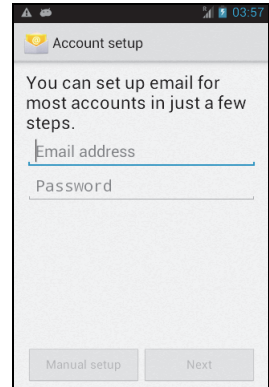 03:57
Account setup
You can set up email for
most accounts in just a few
steps.
Email address
Password
Manual setup
Next